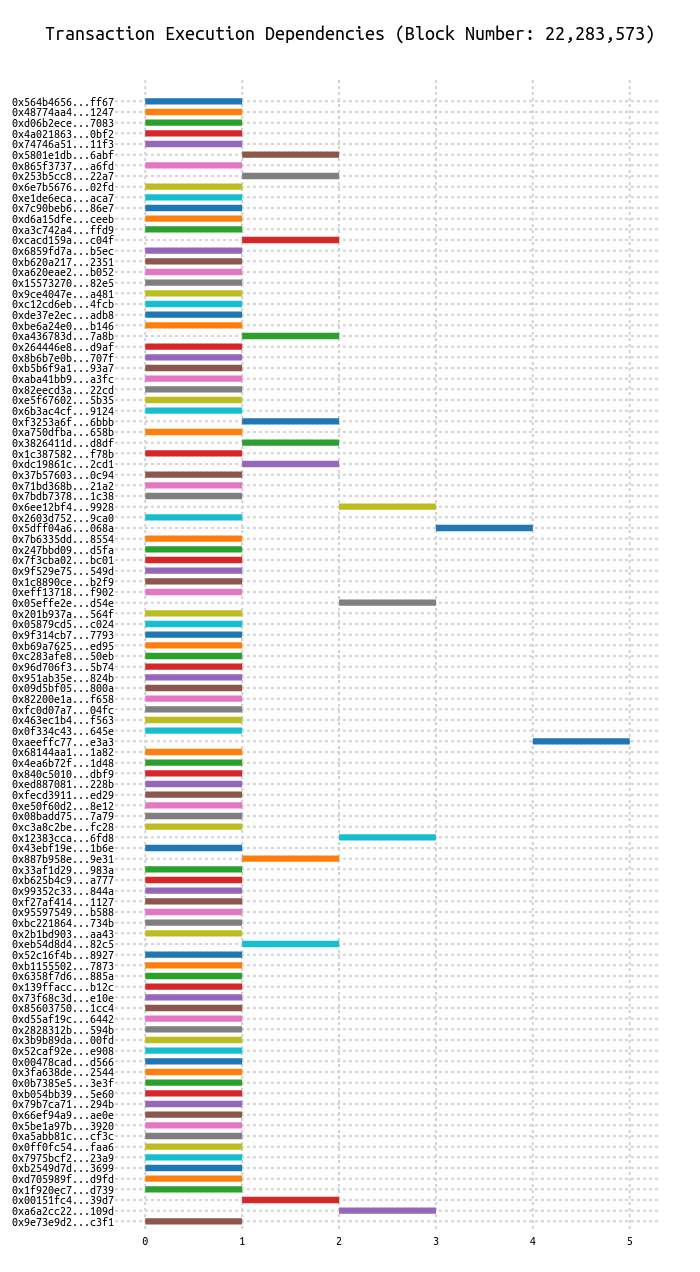 Transaction Execution Dependencies (Block Number: 22,283,573)
0x564b4656...ff67
0x48774aa4...1247
0xd06b2ece...7083
0x4a021863...0bf2
0x74746a51...11f3
0x5801e1db...6abf
0x865f3737...a6fd
0x253b5cc8...22a7
0x6e7b5676...02fd
0xe1de6eca...aca7
0x7c90beb6...86e7
0xd6a15dfe...ceeb
0xa3c742a4...ffd9
0xcacd159a...c04f
0x6859fd7a...b5ec
0xb620a217...2351
0xa620eae2...b052
0x15573270...82e5
0x9ce4047e...a481
0xc12cd6eb...4fcb
0xde37e2ec...adb8
0xbe6a24e0...b146
0xa436783d...7a8b
0x264446e8...d9af
0x8b6b7e0b...707f
0xb5b6f9a1...93a7
0xaba41bb9...a3fc
0x82eecd3a...22cd
0xe5f67602...5b35
0x6b3ac4cf...9124
0xf3253a6f...6bbb
0xa750dfba...658b
0x3826411d...d8df
0x1c387582...f78b
0xdc19861c...2cd1
0x37b57603...0c94
0x71bd368b...21a2
0x7bdb7378...1c38
0x6ee12bf4...9928
0x2603d752...9ca0
0x5dff04a6...068a
0x7b6335dd...8554
0x247bbd09...d5fa
0x7f3cba02...bc01
0x9f529e75...549d
0x1c8890ce...b2f9
0xeff13718...f902
0x05effe2e...d54e
0x201b937a...564f
0x05879cd5...c024
0x9f314cb7...7793
0xb69a7625...ed95
0xc283afe8...50eb
0x96d706f3...5b74
0x951ab35e...824b
0x09d5bf05...800a
0x82200e1a...f658
0xfc0d07a7...04fc
0x463ec1b4...f563
0x0f334c43...645e
0xaeeffc77...e3a3
0x68144aa1...1a82
0x4ea6b72f...1d48
0x840c5010...dbf9
0xed887081...228b
0xfecd3911...ed29
0xe50f60d2...8e12
0x08badd75...7a79
0xc3a8c2be...fc28
0x12383cca...6fd8
0x43ebf19e...1b6e
0x887b958e...9e31
0x33af1d29...983a
0xb625b4c9...a777
0x99352c33...844a
0xf27af414...1127
0x95597549...b588
0xbc221864...734b
0x2b1bd903...aa43
0xeb54d8d4...82c5
0x52c16f4b...8927
0xb1155502...7873
0x6358f7d6...885a
0x139ffacc...b12c
0x73f68c3d...e10e
0x85603750...1cc4
0xd55af19c...6442
0x2828312b...594b
0x3b9b89da...00fd
0x52caf92e...e908
0x00478cad...d566
0x3fa638de...2544
0x0b7385e5...3e3f
0xb054bb39...5e60
0x79b7ca71...294b
0x66ef94a9...ae0e
0x5be1a97b...3920
0xa5abb81c...cf3c
0x0ff0fc54...faa6
0x7975bcf2...23a9
0xb2549d7d...3699
0xd705989f...d9fd
0x1f920ec7...d739
0x00151fc4...39d7
0xa6a2cc22...109d
0x9e73e9d2...c3f1
0 1 2 3 4 5